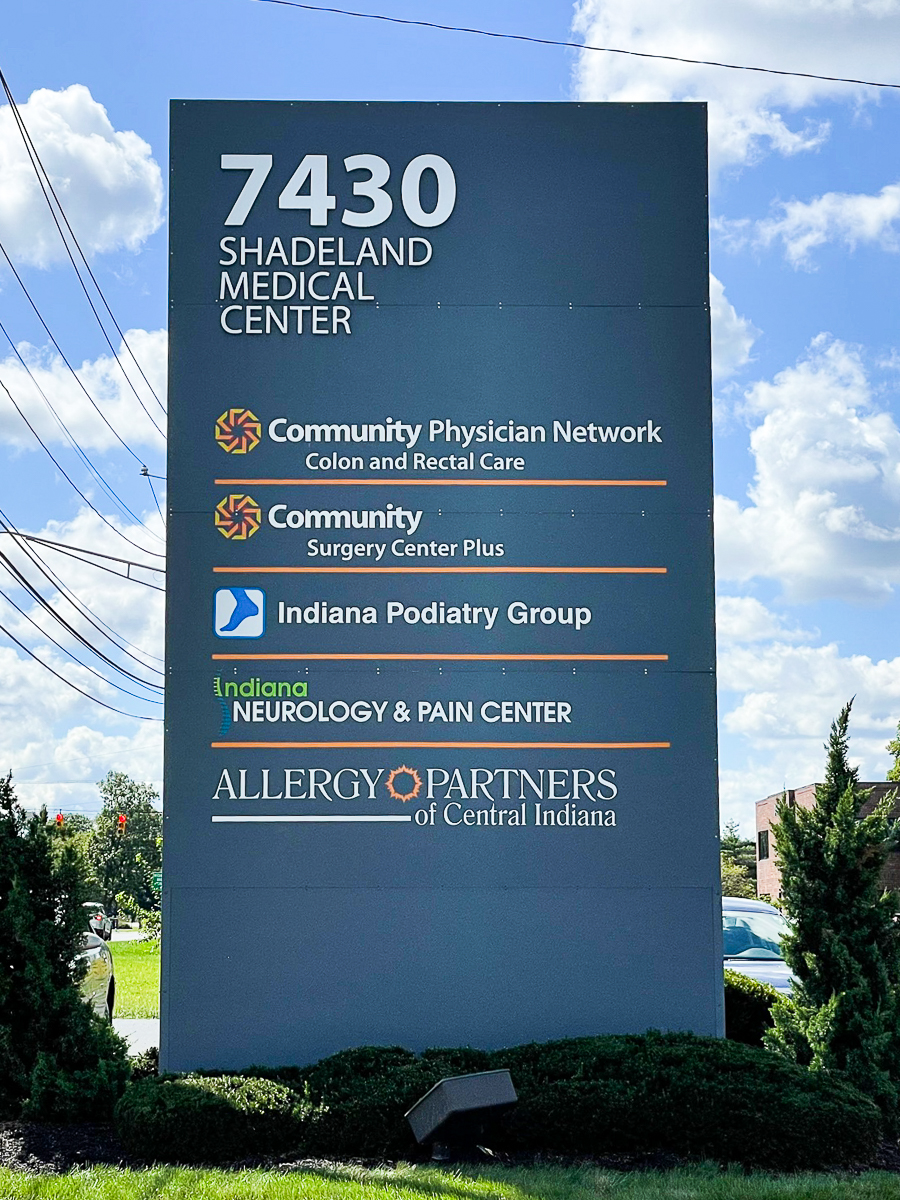 7430
SHADELAND
MEDICAL
CENTER
Community Physician Network
Colon and Rectal Care
Community
Surgery Center Plus
Indiana Podiatry Group
Indiana
NEUROLOGY & PAIN CENTER
ALLERGY PARTNERS
of Central Indiana